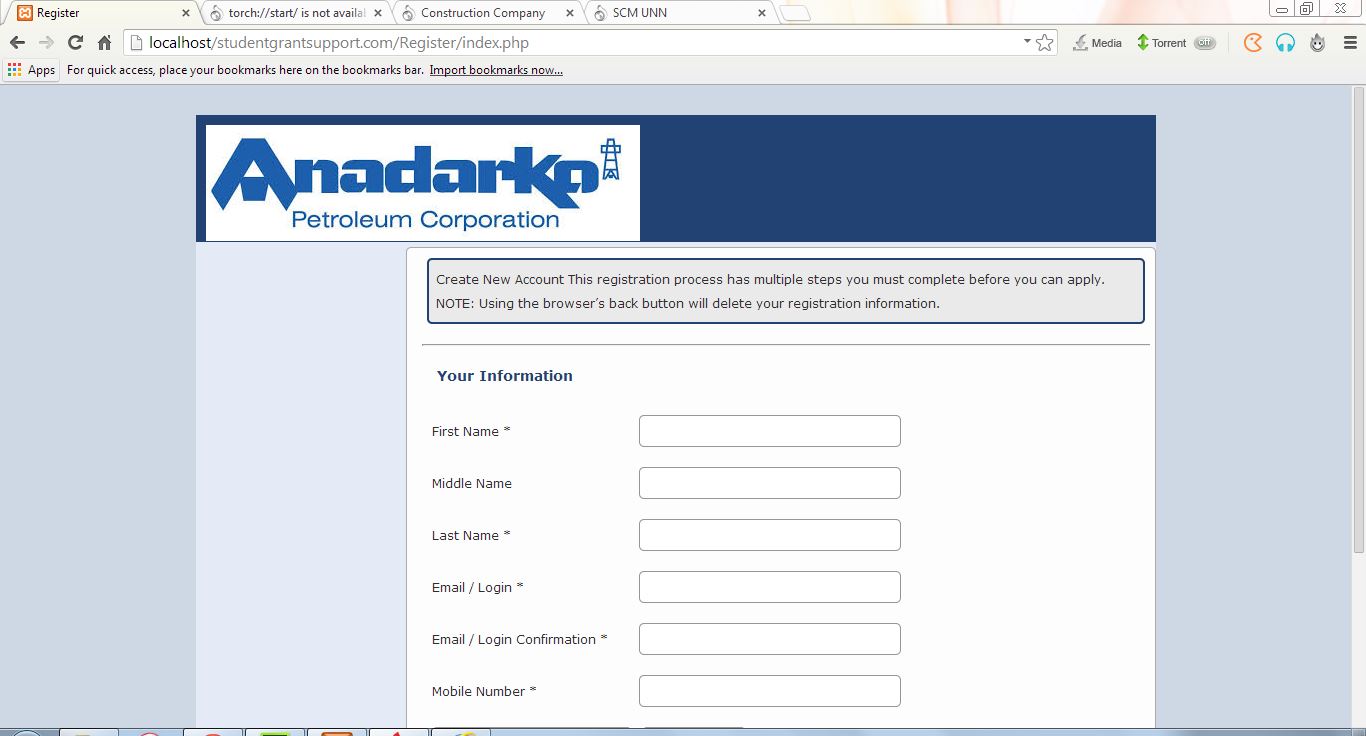 Register
torch://start/ is not availal
Construction Company
SCM UNN
localhost/studentgrantsupport.com/Register/index.php
Media
Torrent
off
Apps
For quick access, place your bookmarks here on the bookmarks bar. Import bookmarks now...
Anadarko
Petroleum Corporation
Create New Account This registration process has multiple steps you must complete before you can apply.
NOTE: Using the browser's back button will delete your registration information.
Your Information
First Name *
Middle Name
Last Name *
Email / Login *
Email / Login Confirmation *
Mobile Number *